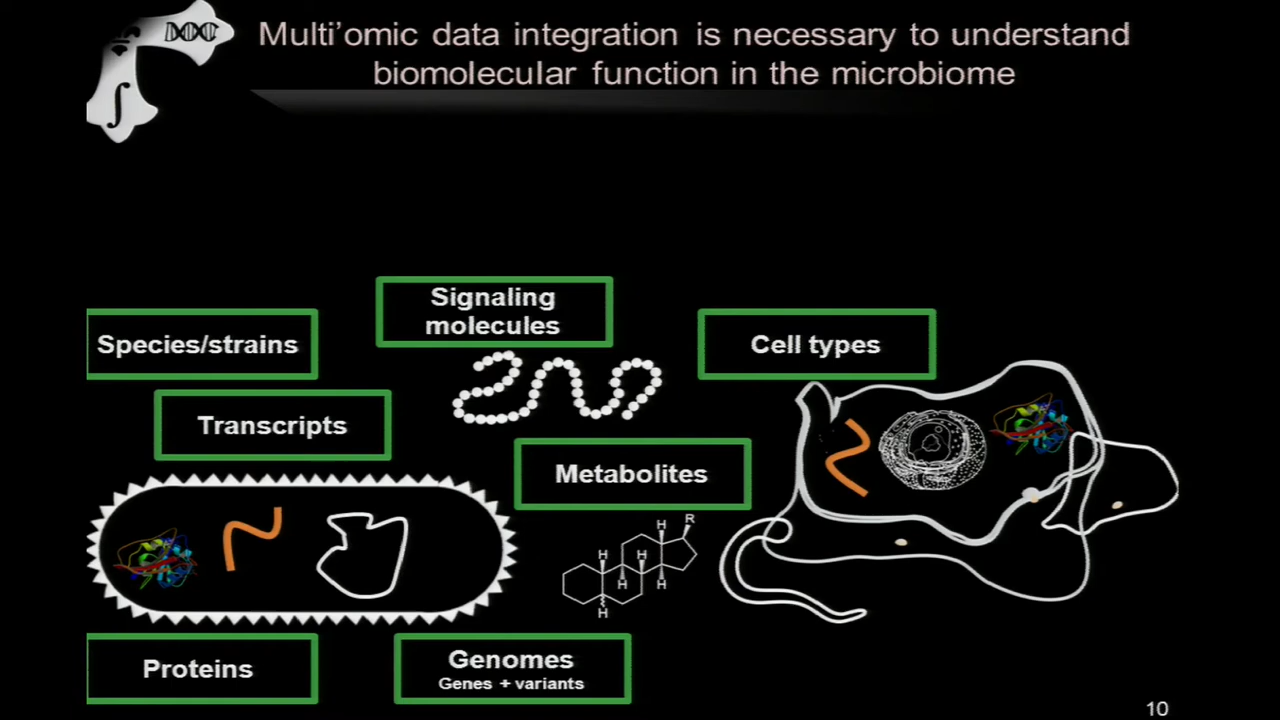 Multi’omic data integration is necessary to understand
biomolecular function in the microbiome
Signaling
molecules
Species/strains
Cell types
Transcripts
Metabolites
R
H
H
H
H
H
H
Proteins
Genomes
Genes + variants
10